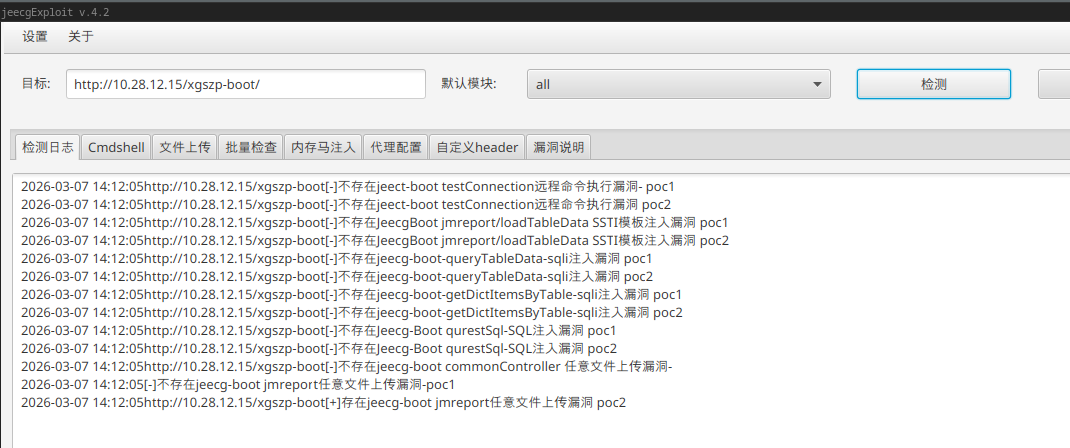 jeecgExploit v.4.2
设置 关于
目标: http://10.28.12.15/xgszp-boot/ 默认模块: all 检测
检测日志 Cmdshell 文件上传 批量检查 内存马注入 代理配置 自定义header 漏洞说明
2026-03-07 14:12:05http://10.28.12.15/xgszp-boot[-]不存在jeect-boot testConnection远程命令执行漏洞- poc1
2026-03-07 14:12:05http://10.28.12.15/xgszp-boot[-]不存在jeect-boot testConnection远程命令执行漏洞 poc2
2026-03-07 14:12:05http://10.28.12.15/xgszp-boot[-]不存在JeecgBoot jmreport/loadTableData SSTI模板注入漏洞 poc1
2026-03-07 14:12:05http://10.28.12.15/xgszp-boot[-]不存在JeecgBoot jmreport/loadTableData SSTI模板注入漏洞 poc2
2026-03-07 14:12:05http://10.28.12.15/xgszp-boot[-]不存在jeecg-boot-queryTableData-sqli注入漏洞 poc1
2026-03-07 14:12:05http://10.28.12.15/xgszp-boot[-]不存在jeecg-boot-queryTableData-sqli注入漏洞 poc2
2026-03-07 14:12:05http://10.28.12.15/xgszp-boot[-]不存在jeecg-boot-getDictItemsByTable-sqli注入漏洞 poc1
2026-03-07 14:12:05http://10.28.12.15/xgszp-boot[-]不存在jeecg-boot-getDictItemsByTable-sqli注入漏洞 poc2
2026-03-07 14:12:05http://10.28.12.15/xgszp-boot[-]不存在Jeecg-Boot qurestSql-SQL注入漏洞 poc1
2026-03-07 14:12:05http://10.28.12.15/xgszp-boot[-]不存在Jeecg-Boot qurestSql-SQL注入漏洞 poc2
2026-03-07 14:12:05http://10.28.12.15/xgszp-boot[-]不存在jeecg-boot commonController 任意文件上传漏洞-
2026-03-07 14:12:05[-]不存在jeecg-boot jmreport任意文件上传漏洞-poc1
2026-03-07 14:12:05http://10.28.12.15/xgszp-boot[+]存在jeecg-boot jmreport任意文件上传漏洞 poc2